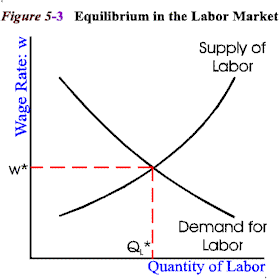 Figure 5-3 Equilibrium in the Labor Market
Wage Rate: w
Supply of
Labor
w*
Demand for
Labor
QL*
Quantity of Labor